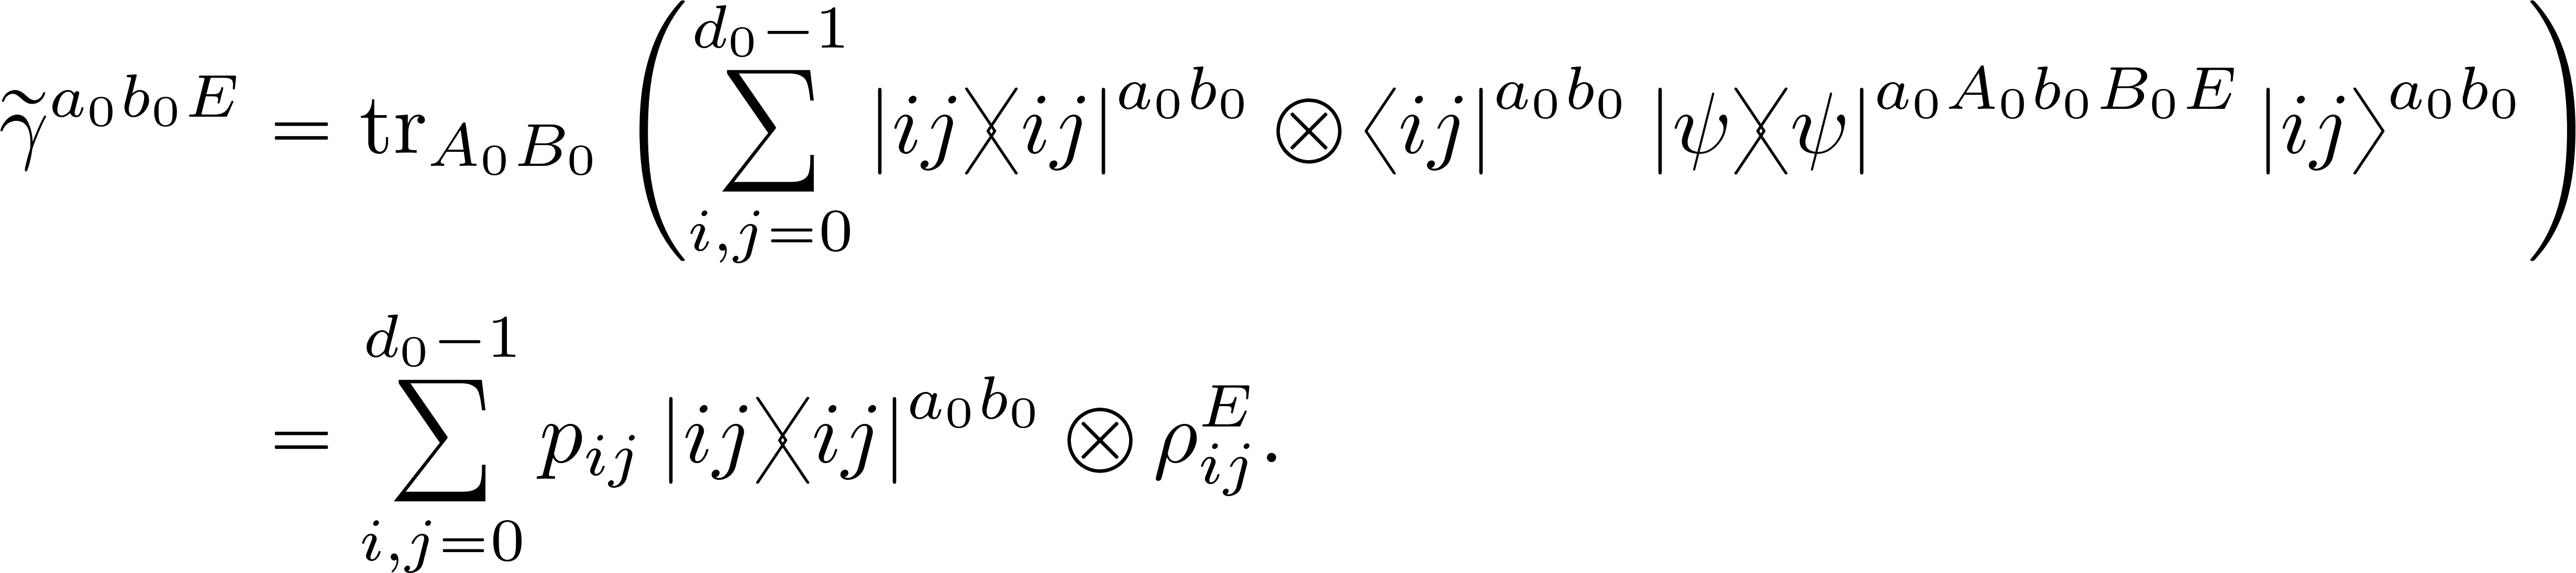 \widetilde{\gamma}^{a_0 b_0 E} = \mathrm{tr}_{A_0 B_0} \left( \sum_{i,j=0}^{d_0-1} |ij\rangle\!\langle ij|^{a_0 b_0} \otimes \langle ij|^{a_0 b_0} \, |\psi\rangle\!\langle \psi|^{a_0 A_0 b_0 B_0 E} \, |ij\rangle^{a_0 b_0} \right)
= \sum_{i,j=0}^{d_0-1} p_{ij} \, |ij\rangle\!\langle ij|^{a_0 b_0} \otimes \rho_{ij}^{E}.